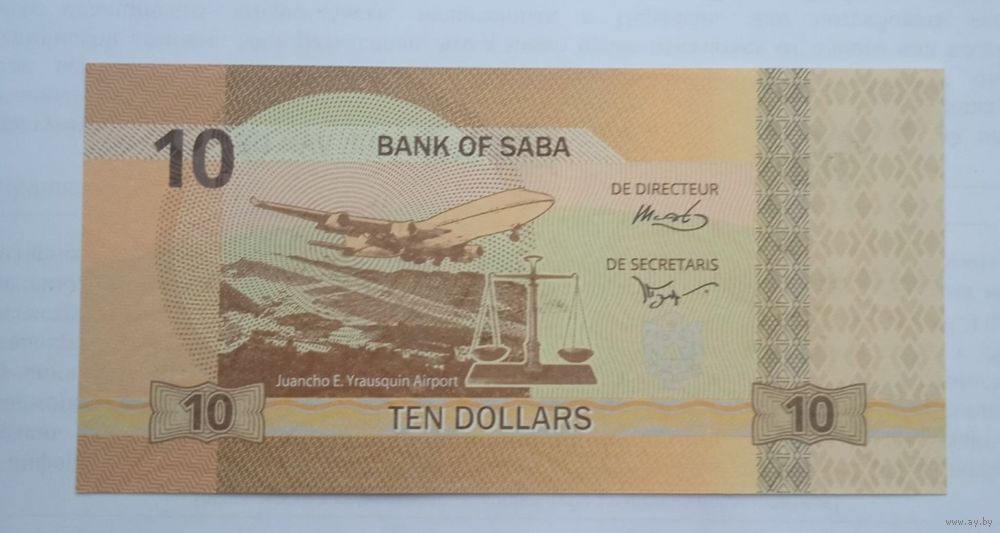 10
BANK OF SABA
DE DIRECTEUR
DE SECRETARIS
Juancho E. Yrausquin Airport
10
TEN DOLLARS
10
www.ay.by